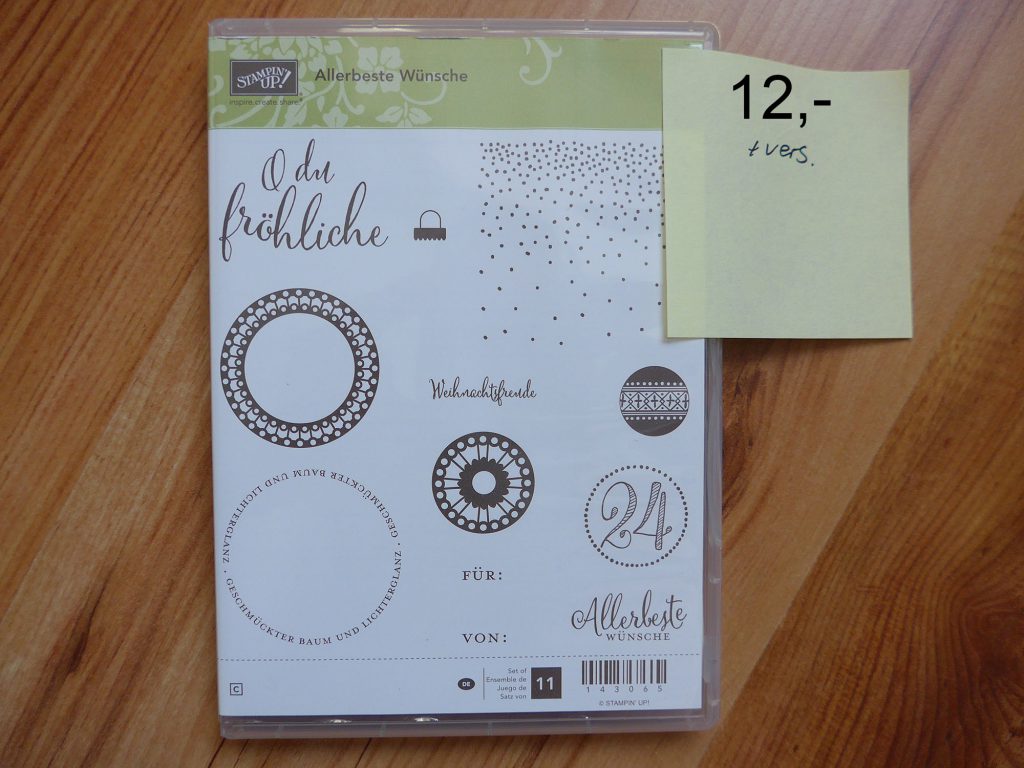 STAMPIN' UP!®
inspire.create.share.®
Allerbeste Wünsche
12,-
+ vers.
O du
fröhliche
Weihnachtsfreude
GESCHMÜCKTER BAUM UND LICHTERGLANZ · GESCHMÜCKTER BAUM UND LICHTERGLANZ ·
24
FÜR:
VON:
Allerbeste
WÜNSCHE
C
DE
Set of
Ensemble de
Juego de
Satz von
11
143065
© STAMPIN' UP!